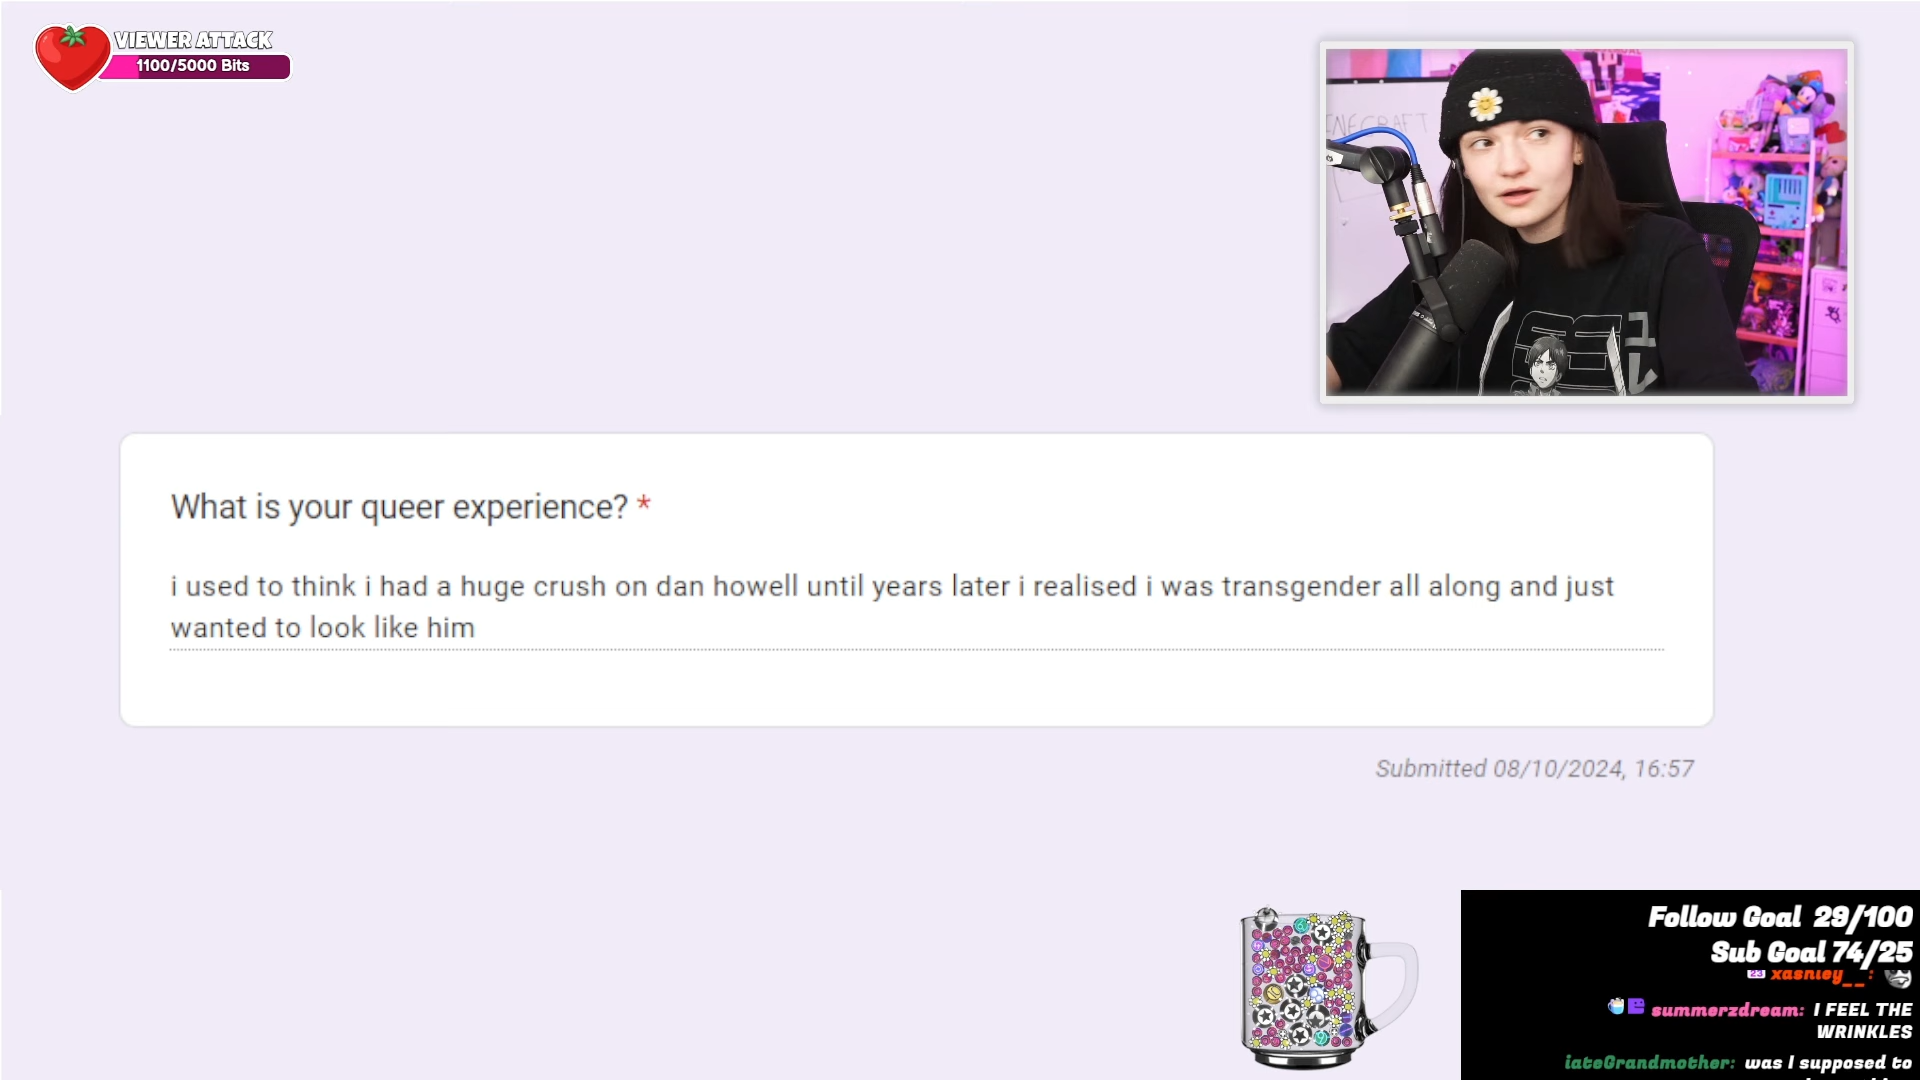 VIEWER ATTACK
1100/5000 Bits
What is your queer experience? *
i used to think i had a huge crush on dan howell until years later i realised i was transgender all along and just
wanted to look like him
Submitted 08/10/2024, 16:57
Follow Goal 29/100
Sub Goal 74/25
23 xashley__:
summerzdream: I FEEL THE
WRINKLES
iateGrandmother: was I supposed to